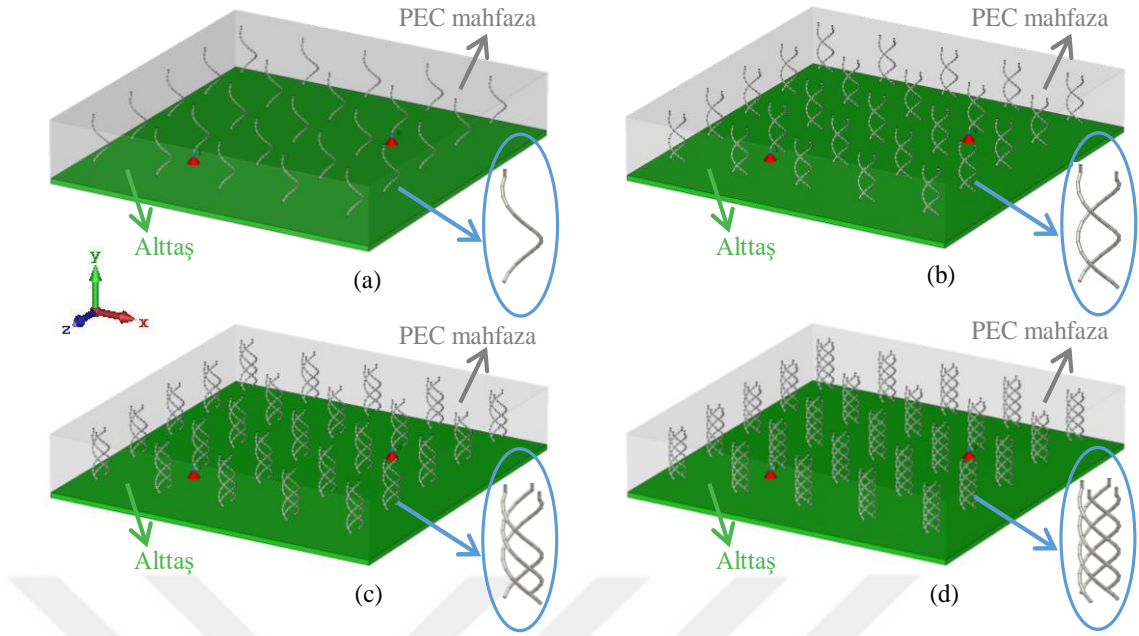 PEC mahfaza
Alttaş
(a)
PEC mahfaza
Alttaş
(b)
y
z
x
PEC mahfaza
Alttaş
(c)
PEC mahfaza
Alttaş
(d)